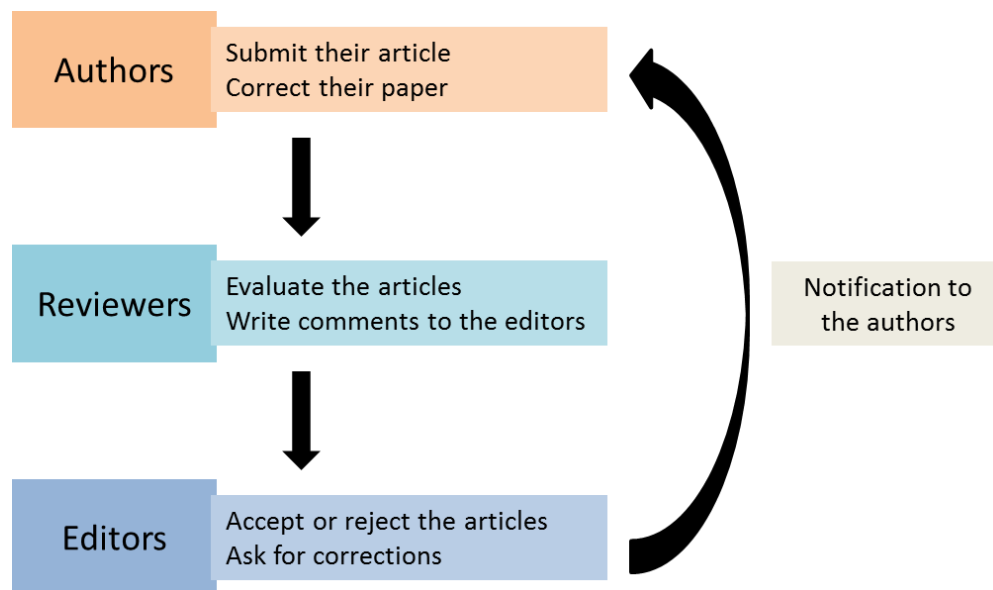 Authors
Submit their article
Correct their paper
Reviewers
Evaluate the articles
Write comments to the editors
Notification to
the authors
Editors
Accept or reject the articles
Ask for corrections